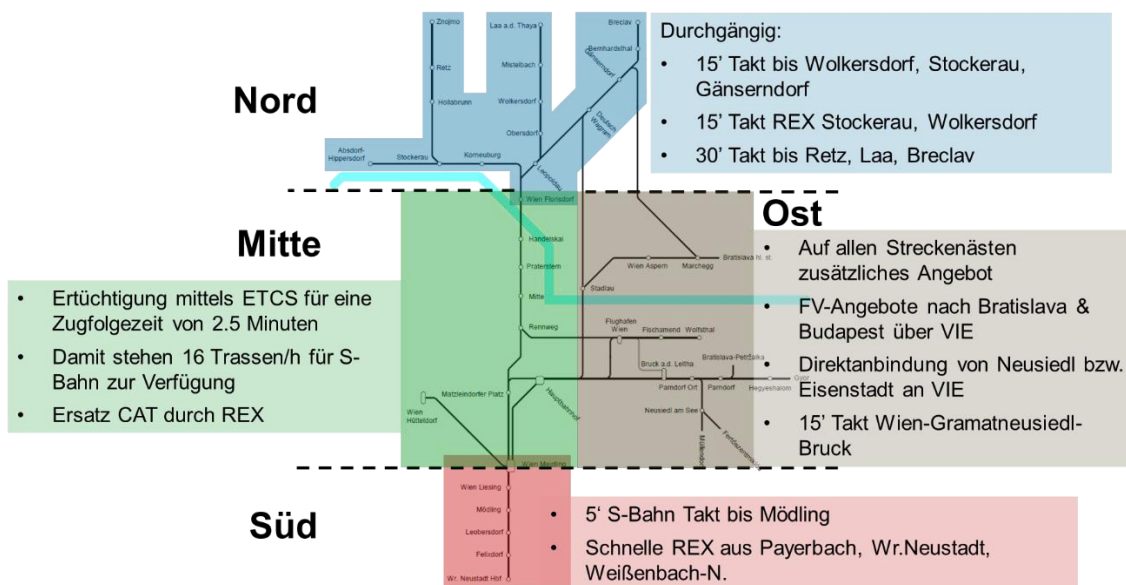 Znojmo
Laa a.d. Thaya
Breclav
Bernhardsthal
Gänserndorf
Retz
Mistelbach
Hollabrunn
Wolkersdorf
Deutsch
Wagram
Obersdorf
Absdorf-
Hippersdorf
Stockerau
Korneuburg
Leopoldau
Nord
Durchgängig:
• 15' Takt bis Wolkersdorf, Stockerau,
Gänserndorf
• 15' Takt REX Stockerau, Wolkersdorf
• 30' Takt bis Retz, Laa, Breclav
Wien Florisdorf
Mitte
Handelskai
Praterstern
Mitte
Rennweg
Matzleindorfer Platz
Wien
Hütteldorf
Hauptbahnhof
Wien Meidling
• Ertüchtigung mittels ETCS für eine
Zugfolgezeit von 2.5 Minuten
• Damit stehen 16 Trassen/h für S-
Bahn zur Verfügung
• Ersatz CAT durch REX
Ost
Wien Aspern
Marchegg
Bratislava hl. st.
Stadlau
Flughafen
Wien
Fischamend
Wolfsthal
Bruck a.d. Leitha
Bratislava-Petržalka
Parndorf Ort
Parndorf
Hegyeshalom
Neusiedl am See
• Auf allen Streckenästen
zusätzliches Angebot
• FV-Angebote nach Bratislava &
Budapest über VIE
• Direktanbindung von Neusiedl bzw.
Eisenstadt an VIE
• 15' Takt Wien-Gramatneusiedl-
Bruck
Süd
Wien Liesing
Mödling
Leobersdorf
Felixdorf
Wr. Neustadt Hbf
• 5' S-Bahn Takt bis Mödling
• Schnelle REX aus Payerbach, Wr.Neustadt,
Weißenbach-N.